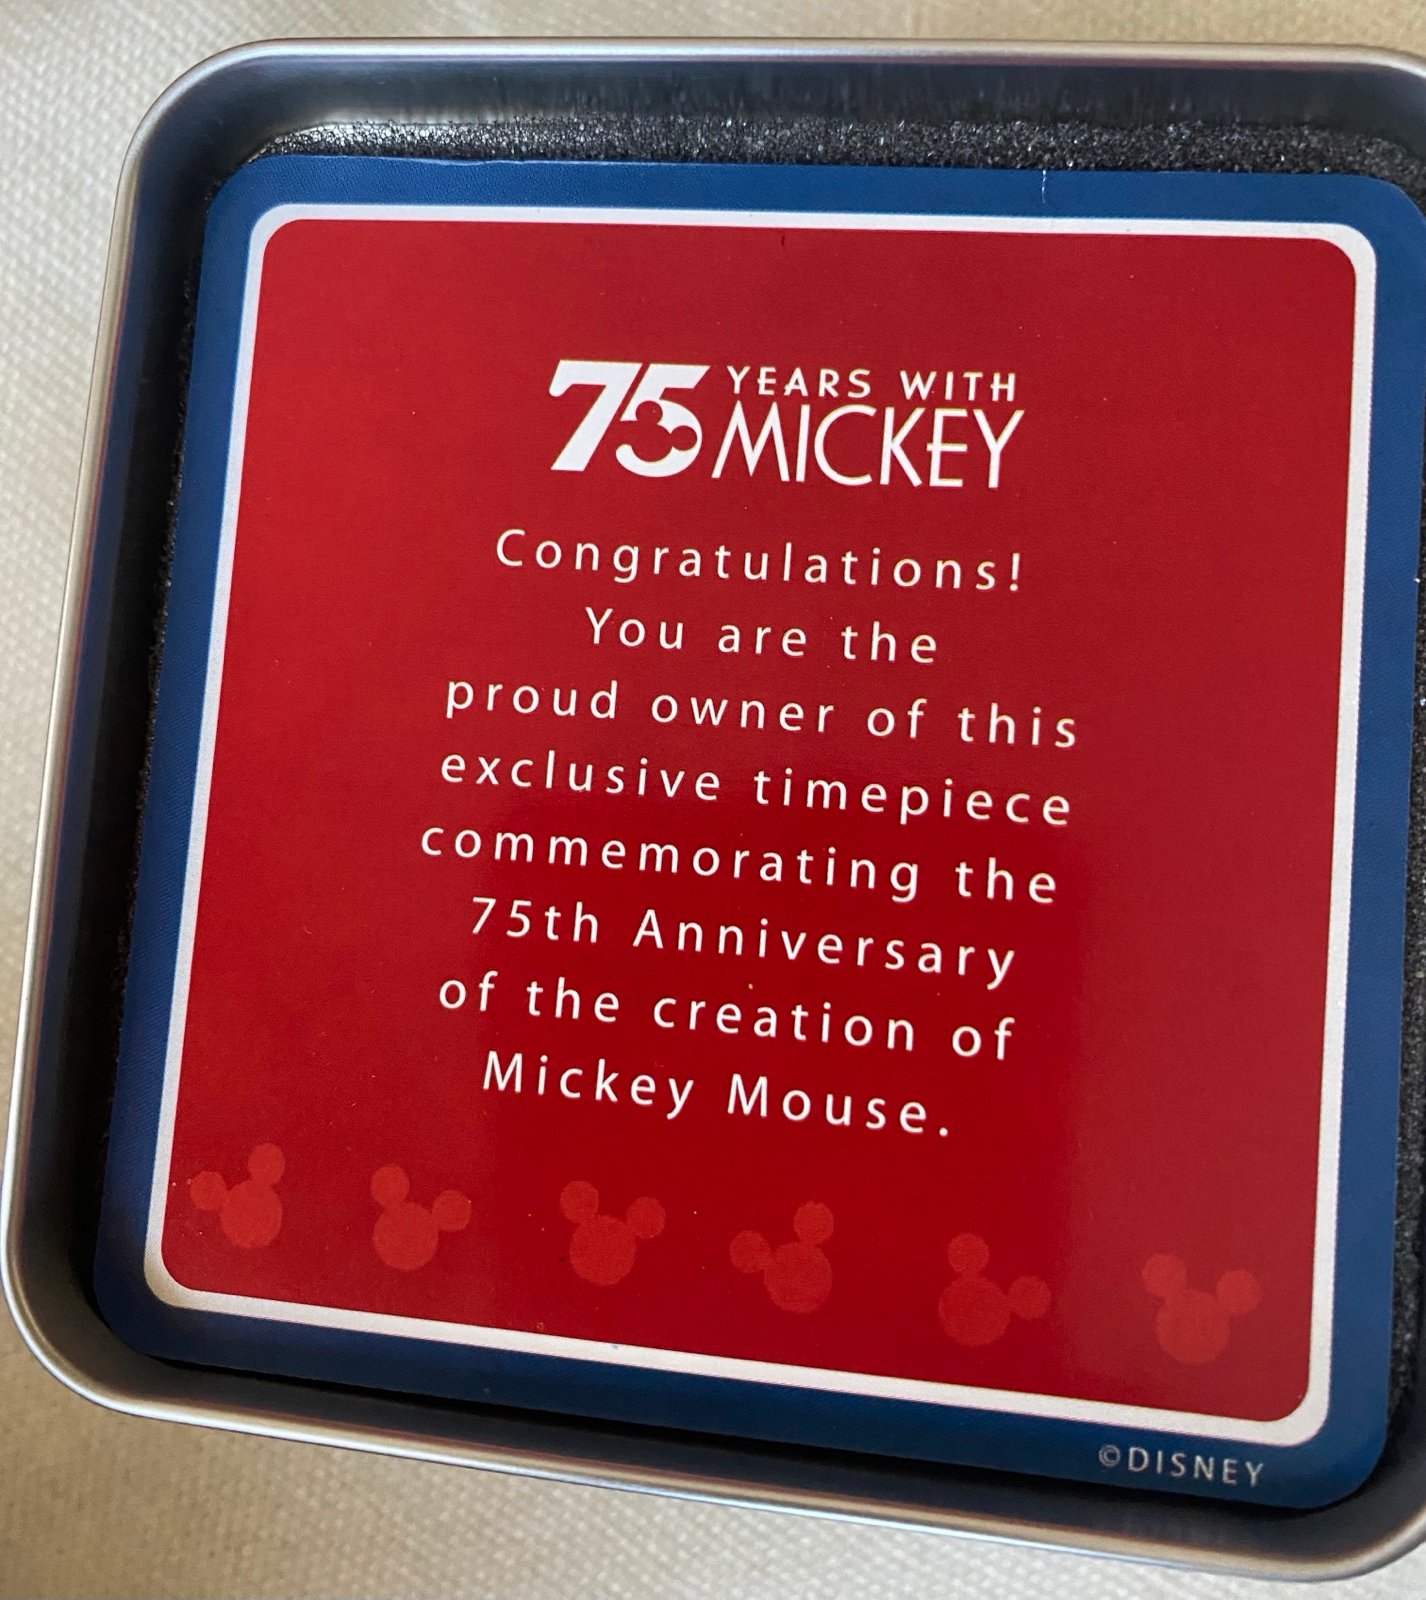 75 YEARS WITH
MICKEY
Congratulations!
You are the
proud owner of this
exclusive timepiece
commemorating the
75th Anniversary
of the creation of
Mickey Mouse.
©DISNEY